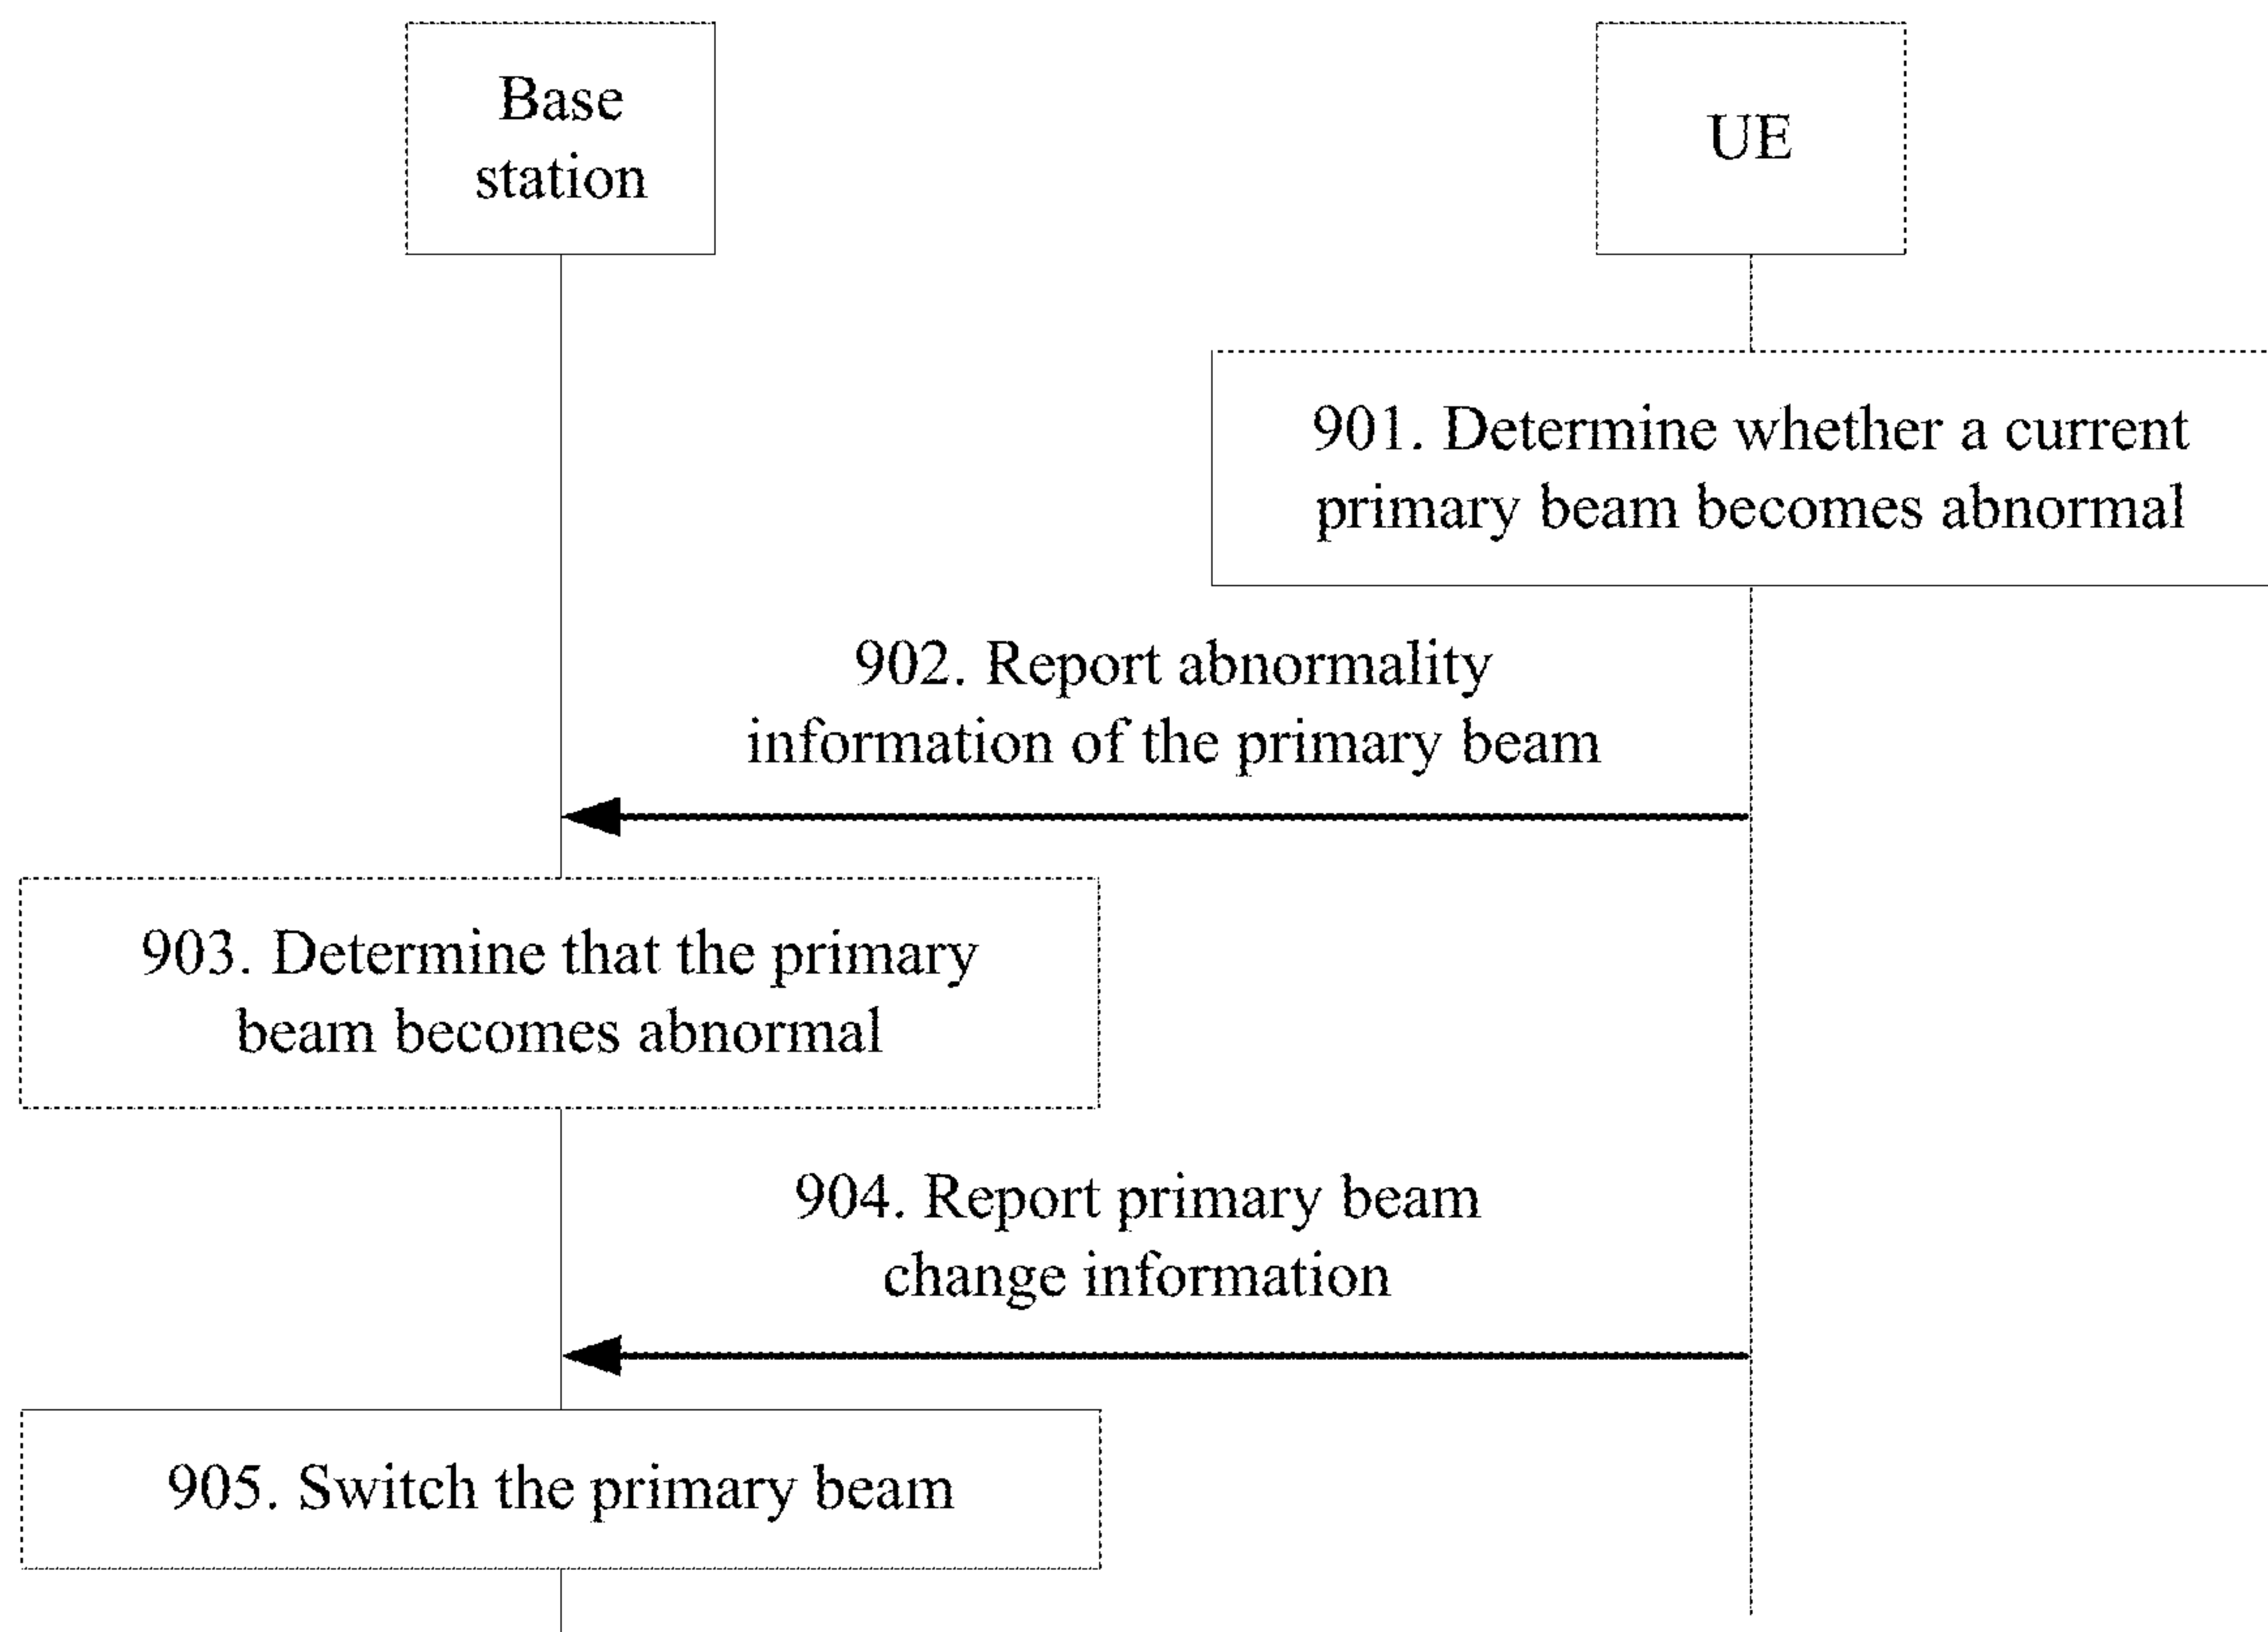 Base
station
UE
901. Determine whether a current
primary beam becomes abnormal
902. Report abnormality
information of the primary beam
903. Determine that the primary
beam becomes abnormal
904. Report primary beam
change information
905. Switch the primary beam